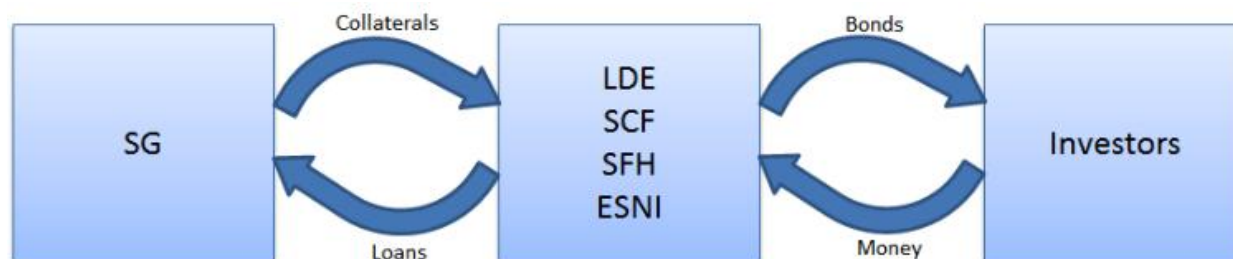 Collaterals
Bonds
SG
LDE
SCF
SFH
ESNI
Investors
Loans
Money